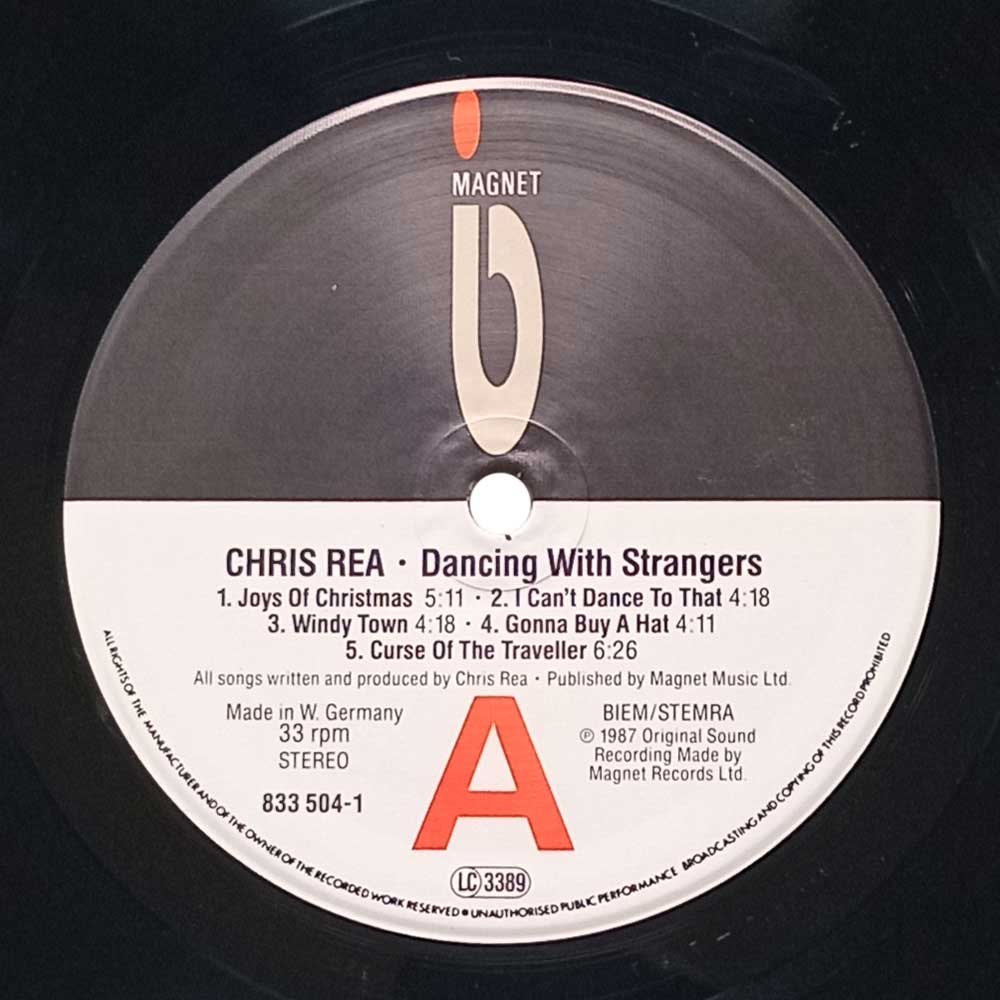 MAGNET
CHRIS REA · Dancing With Strangers
1. Joys Of Christmas 5:11 · 2. I Can't Dance To That 4:18
3. Windy Town 4:18 · 4. Gonna Buy A Hat 4:11
5. Curse Of The Traveller 6:26
All songs written and produced by Chris Rea · Published by Magnet Music Ltd.
Made in W. Germany
33 rpm
STEREO
833 504-1
A
BIEM/STEMRA
℗ 1987 Original Sound
Recording Made by
Magnet Records Ltd.
LC 3389
ALL RIGHTS OF THE MANUFACTURER AND OF THE OWNER OF THE RECORDED WORK RESERVED • UNAUTHORISED PUBLIC PERFORMANCE BROADCASTING AND COPYING OF THIS RECORD PROHIBITED